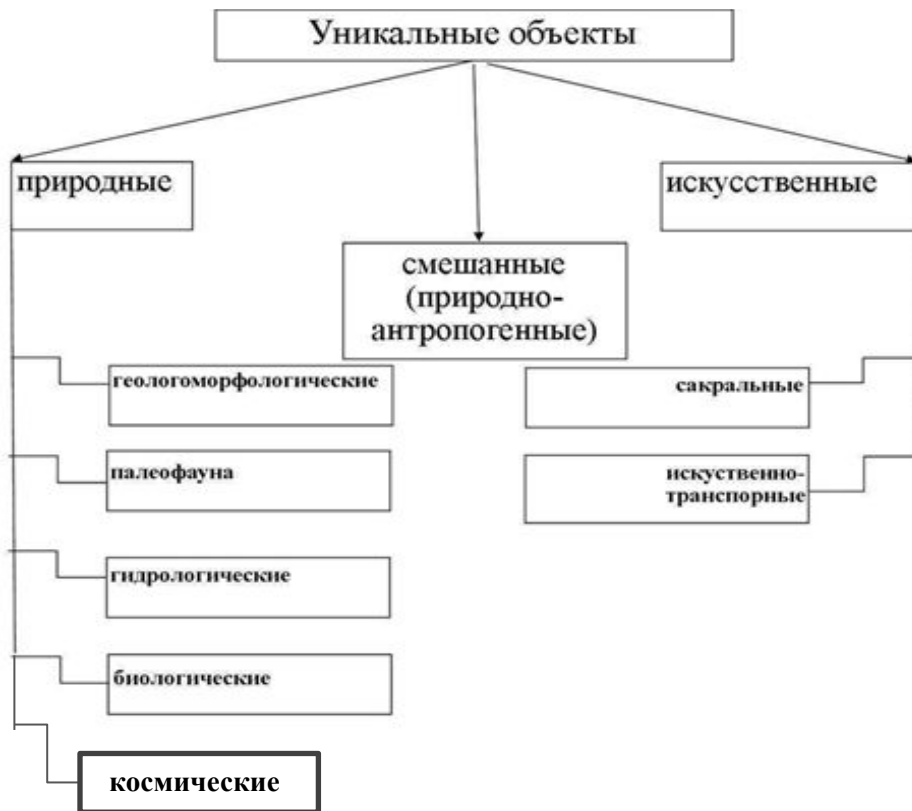 Уникальные объекты
природные
искусственные
смешанные
(природно-
антропогенные)
геологоморфологические
сакральные
палеофауна
искуственно-
транспорные
гидрологические
биологические
космические